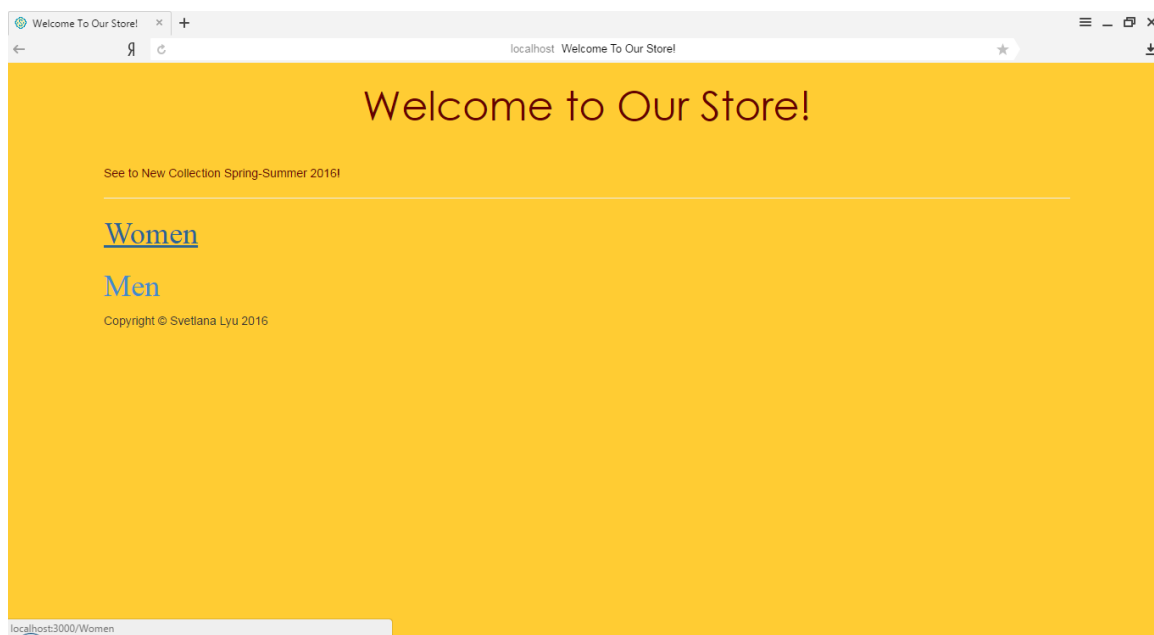 Welcome To Our Store! × +
Я localhost Welcome To Our Store!
Welcome to Our Store!
See to New Collection Spring-Summer 2016!
Women
Men
Copyright © Svetlana Lyu 2016
localhost:3000/Women